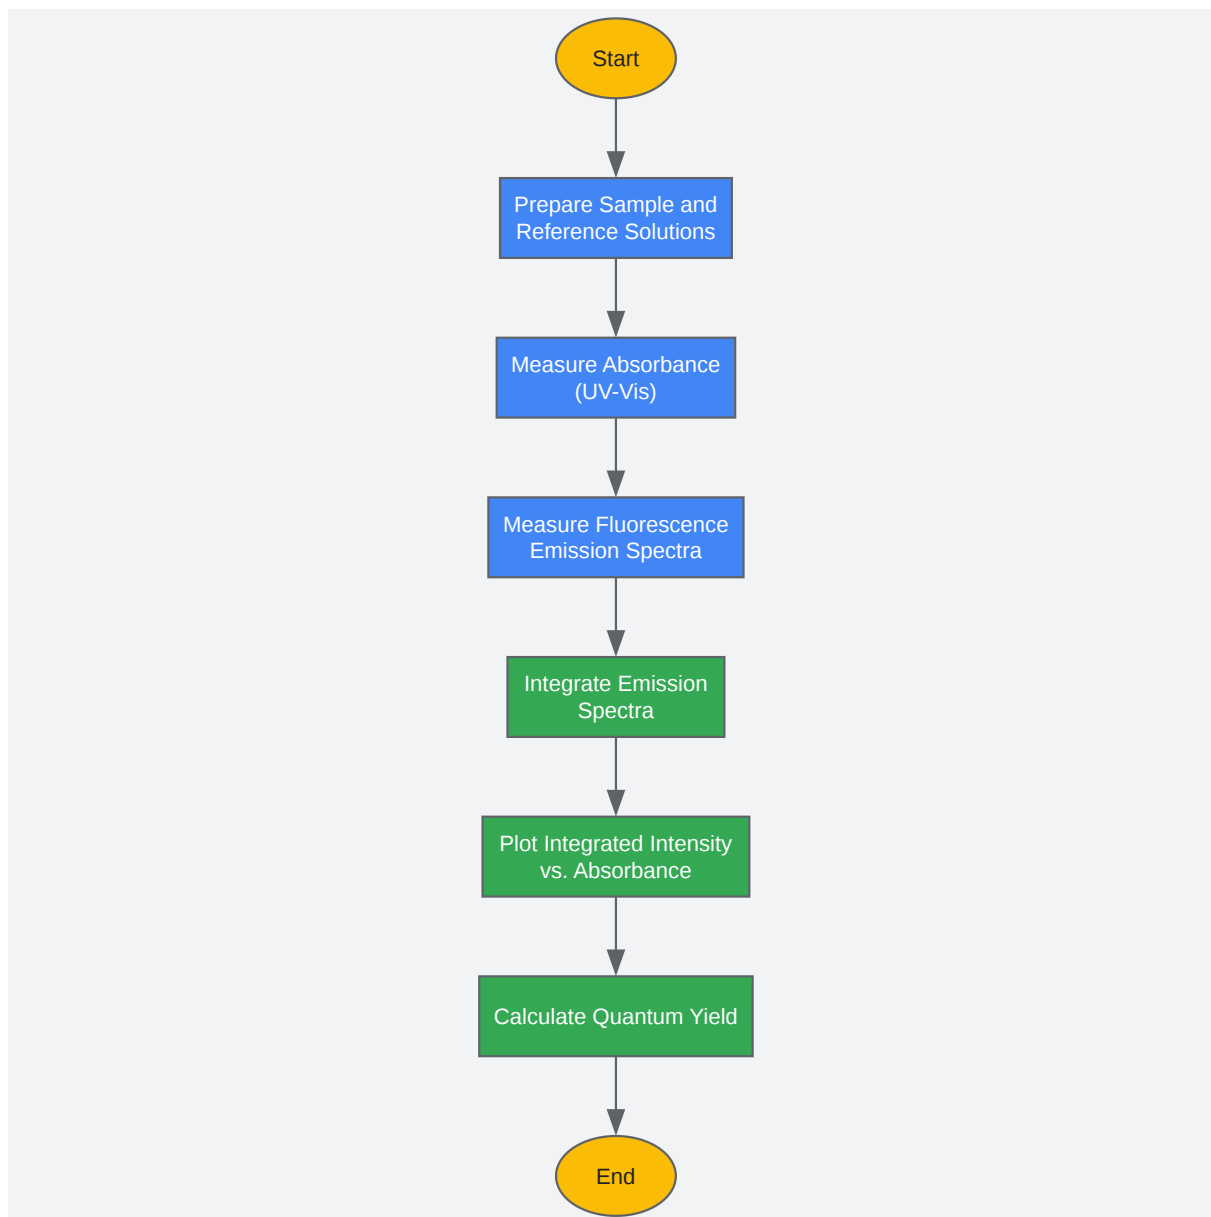 Start
Prepare Sample and
Reference Solutions
Measure Absorbance
(UV-Vis)
Measure Fluorescence
Emission Spectra
Integrate Emission
Spectra
Plot Integrated Intensity
vs. Absorbance
Calculate Quantum Yield
End